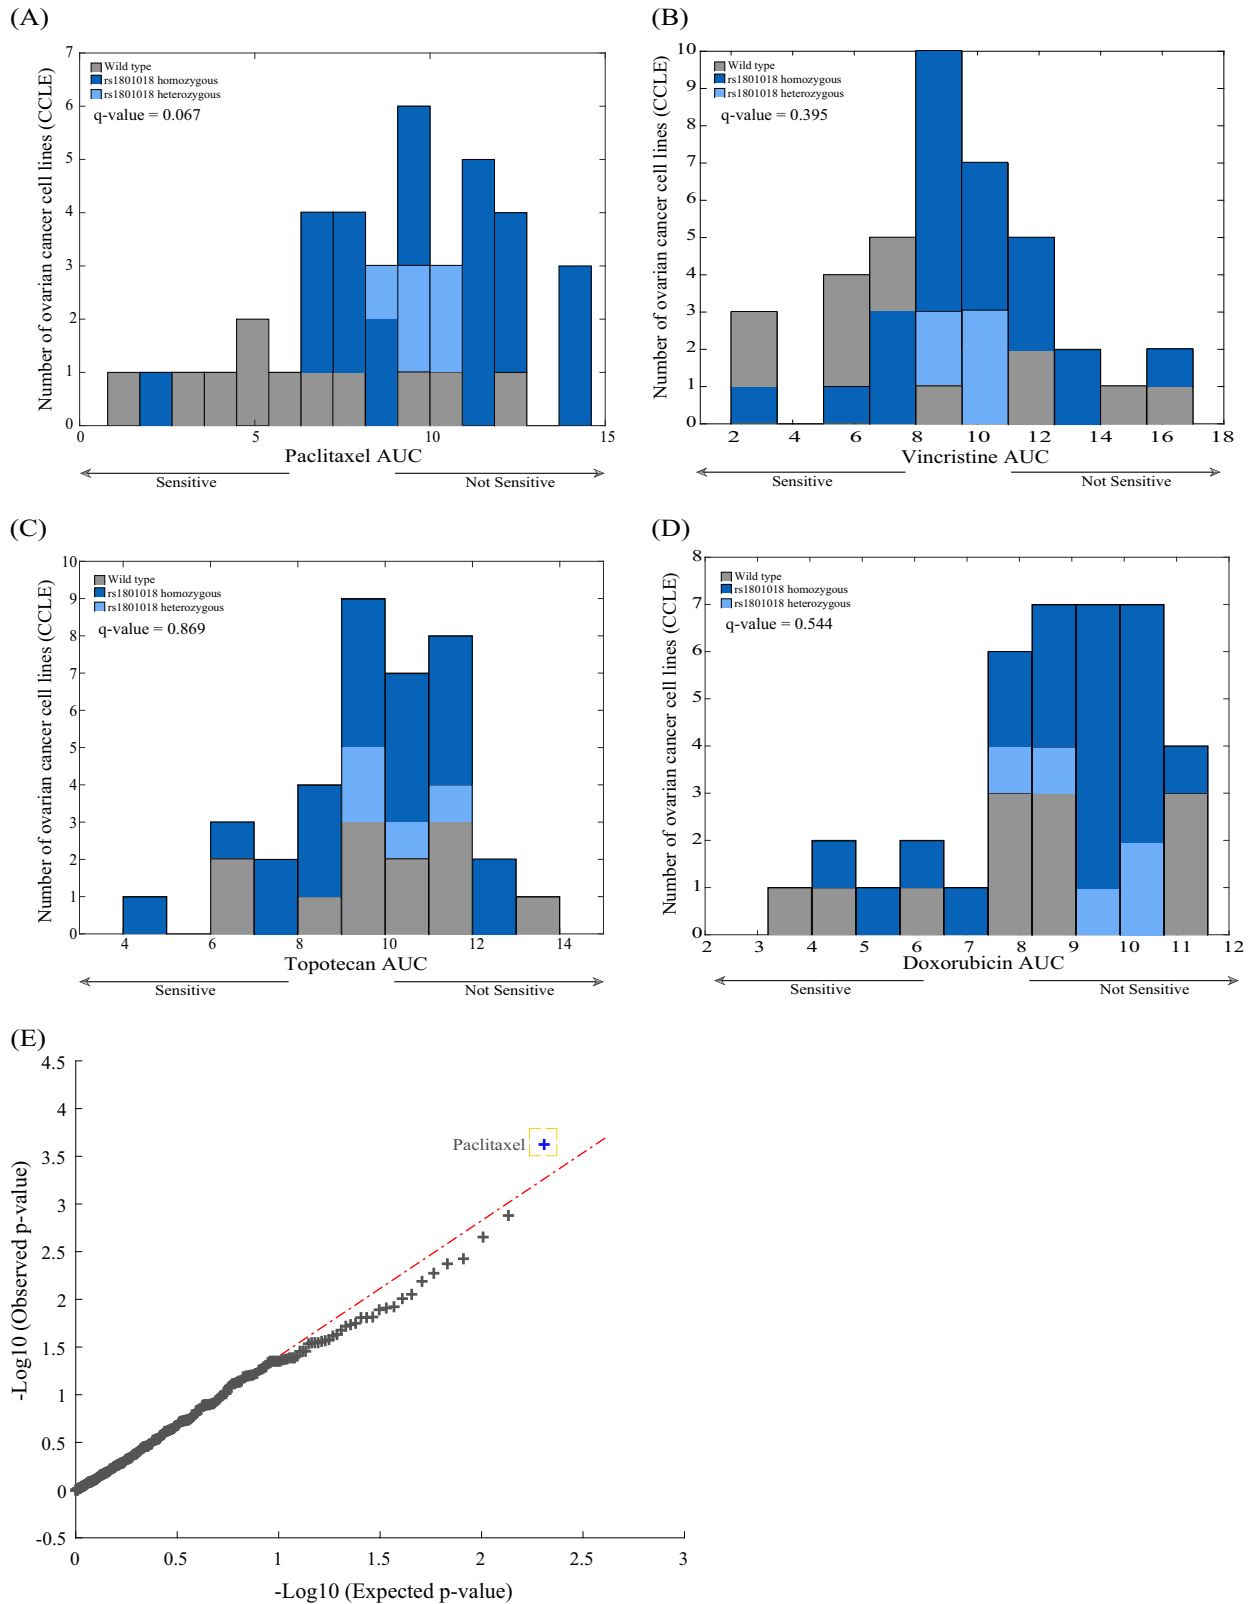 (A)
Number of ovarian cancer cell lines (CCLE)
7
6
5
4
3
2
1
0
Wild type
rs1801018 homozygous
rs1801018 heterozygous
q-value = 0.067
0 5 10 15
Paclitaxel AUC
Sensitive Not Sensitive
(B)
Number of ovarian cancer cell lines (CCLE)
10
9
8
7
6
5
4
3
2
1
0
Wild type
rs1801018 homozygous
rs1801018 heterozygous
q-value = 0.395
2 4 6 8 10 12 14 16 18
Vincristine AUC
Sensitive Not Sensitive
(C)
Number of ovarian cancer cell lines (CCLE)
10
9
8
7
6
5
4
3
2
1
0
Wild type
rs1801018 homozygous
rs1801018 heterozygous
q-value = 0.869
4 6 8 10 12 14
Topotecan AUC
Sensitive Not Sensitive
(D)
Number of ovarian cancer cell lines (CCLE)
8
7
6
5
4
3
2
1
0
Wild type
rs1801018 homozygous
rs1801018 heterozygous
q-value = 0.544
2 3 4 5 6 7 8 9 10 11 12
Doxorubicin AUC
Sensitive Not Sensitive
(E)
-Log10 (Observed p-value)
4.5
4
3.5
3
2.5
2
1.5
1
0.5
0
-0.5
Paclitaxel
0 0.5 1 1.5 2 2.5 3
-Log10 (Expected p-value)